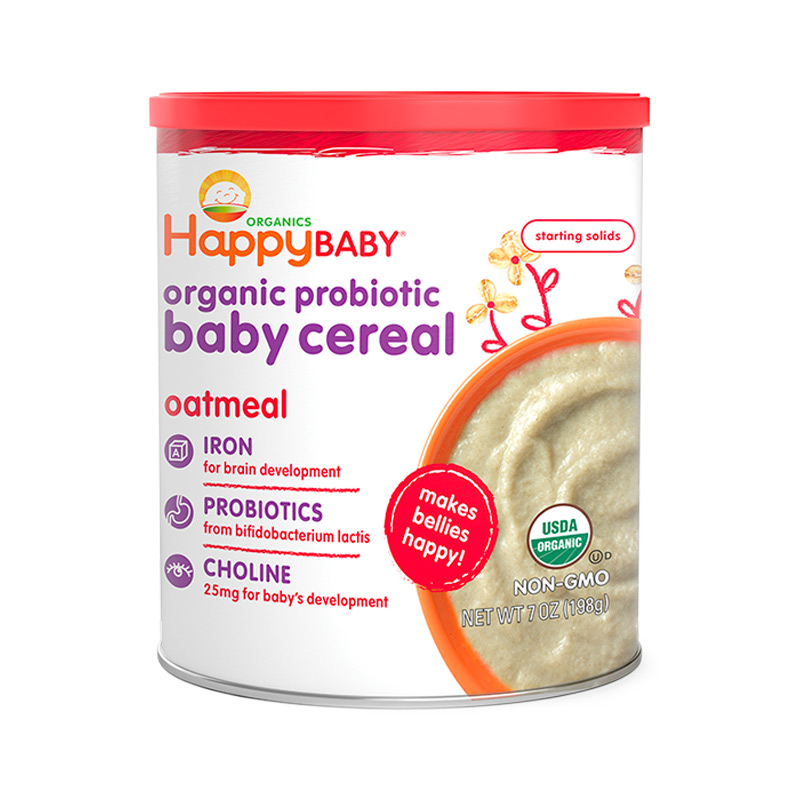 ORGANICS
HappyBABY®
starting solids
organic probiotic
baby cereal
oatmeal
A
IRON
for brain development
PROBIOTICS
from bifidobacterium lactis
CHOLINE
25mg for baby's development
makes
bellies
happy!
USDA
ORGANIC
U D
NON-GMO
NET WT 7 OZ (198g)